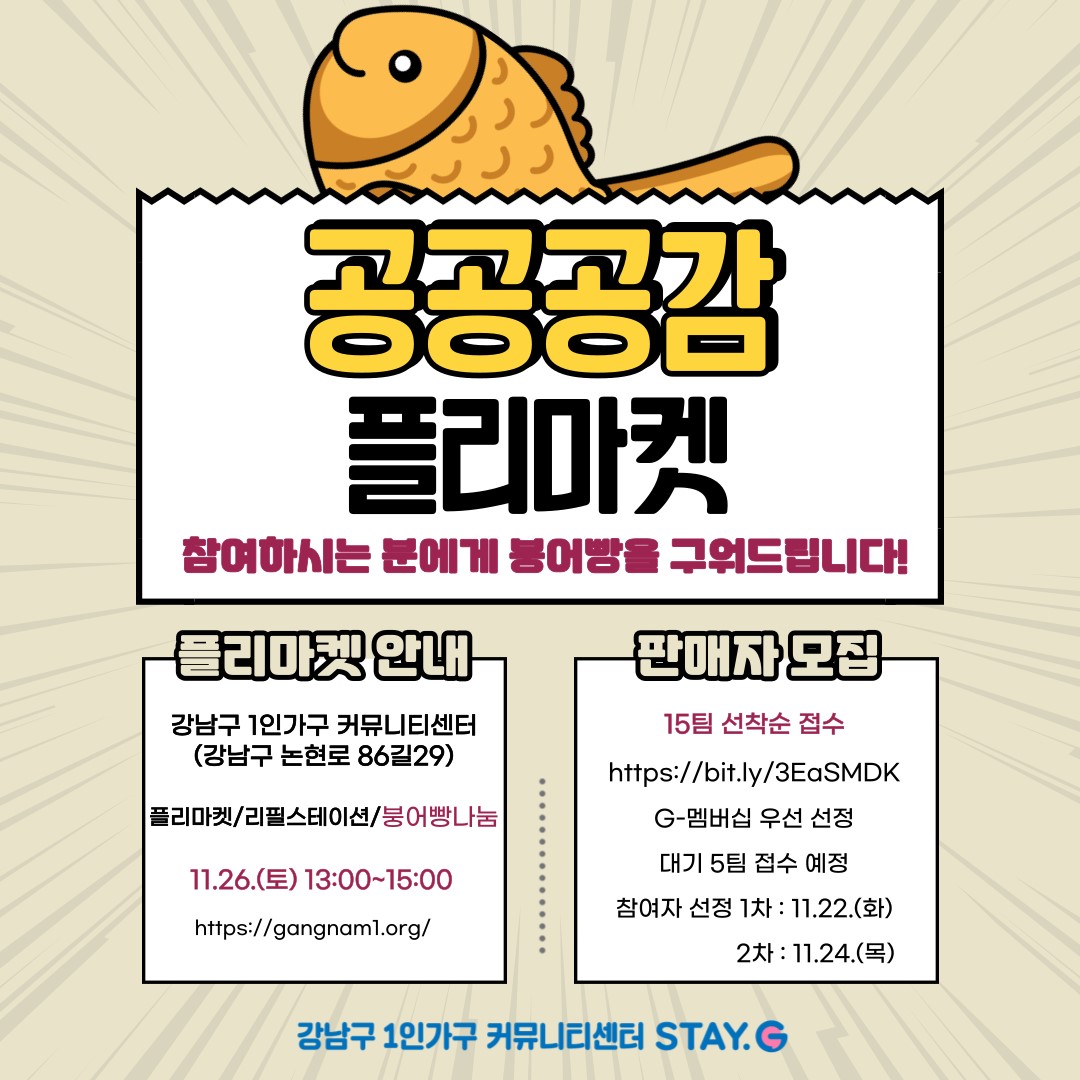 공공공감
플리마켓
참여하시는 분에게 붕어빵을 구워드립니다!
플리마켓 안내
강남구 1인가구 커뮤니티센터
(강남구 논현로 86길29)
플리마켓/리필스테이션/붕어빵나눔
11.26.(토) 13:00~15:00
https://gangnam1.org/
판매자 모집
15팀 선착순 접수
https://bit.ly/3EaSMDK
G-멤버십 우선 선정
대기 5팀 접수 예정
참여자 선정 1차 : 11.22.(화)
2차 : 11.24.(목)
강남구 1인가구 커뮤니티센터 STAY.G